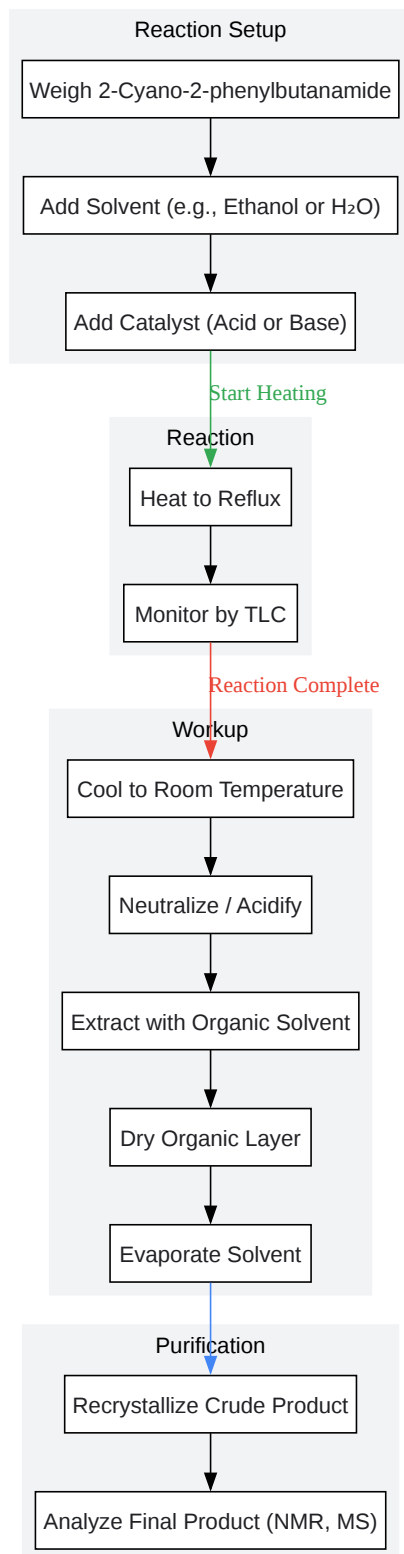 Reaction Setup
Weigh 2-Cyano-2-phenylbutanamide
Add Solvent (e.g., Ethanol or H₂O)
Add Catalyst (Acid or Base)
Start Heating
Reaction
Heat to Reflux
Monitor by TLC
Reaction Complete
Workup
Cool to Room Temperature
Neutralize / Acidify
Extract with Organic Solvent
Dry Organic Layer
Evaporate Solvent
Purification
Recrystallize Crude Product
Analyze Final Product (NMR, MS)